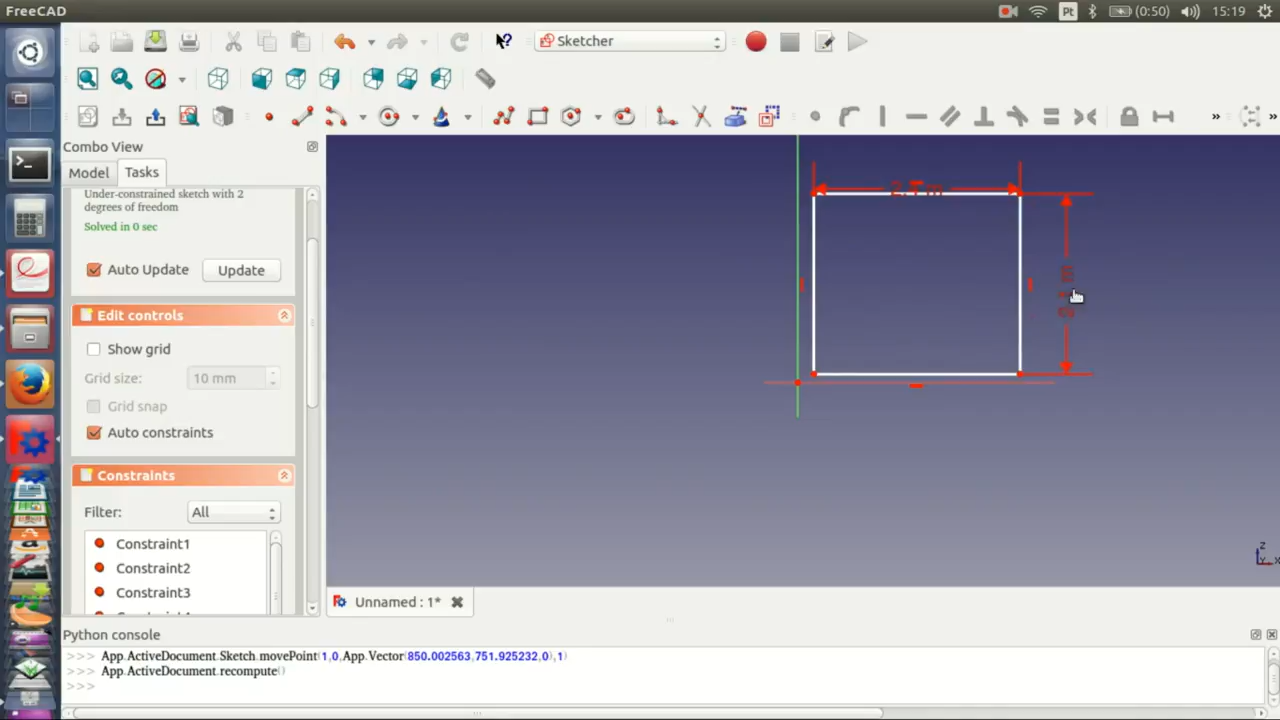 FreeCAD
Pt
(0:50)
15:19
Sketcher
»
»
Combo View
Model
Tasks
Under-constrained sketch with 2
degrees of freedom
Solved in 0 sec
Auto Update
Update
Edit controls
Show grid
Grid size:
10 mm
Grid snap
Auto constraints
Constraints
Filter:
All
Constraint1
Constraint2
Constraint3
z
x
Unnamed : 1*
Python console
>>> App.ActiveDocument.Sketch.movePoint(1,0,App.Vector(850.002563,751.925232,0),1)
>>> App.ActiveDocument.recompute()
>>>